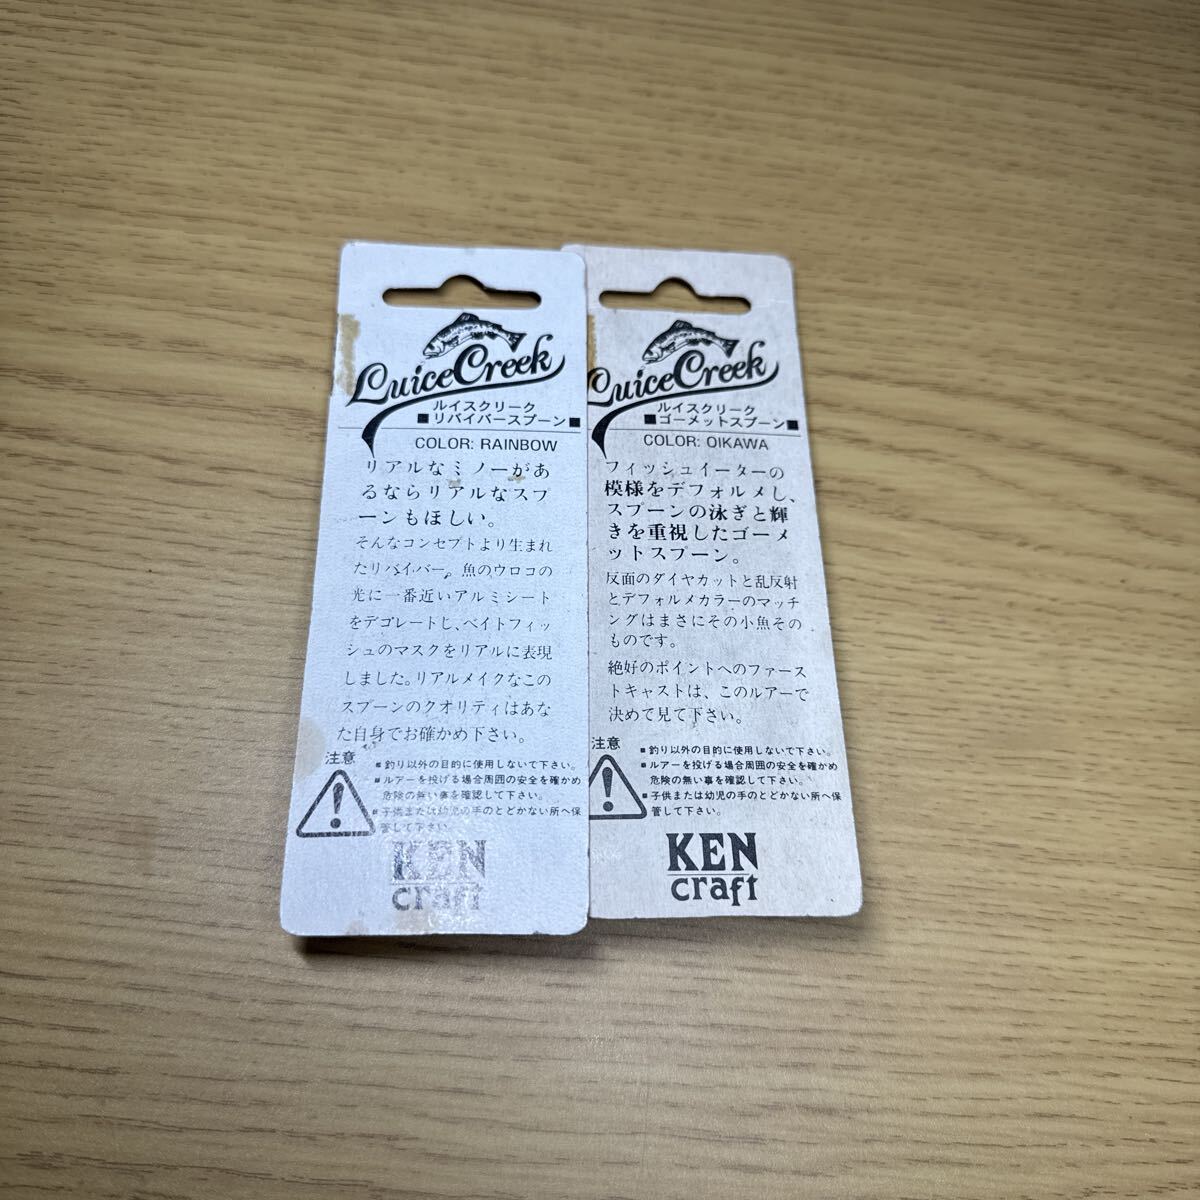 LuiceCreek
ルイスクリーク
■リバイバースプーン■
COLOR: RAINBOW
リアルなミノーがあ
るならリアルなスプ
ーンもほしい。
そんなコンセプトより生まれ
たリバイバー。魚のウロコの
光に一番近いアルミシート
をデコレートし、ベイトフィッ
シュのマスクをリアルに表現
しました。リアルメイクなこの
スプーンのクオリティはあな
た自身でお確かめ下さい。
注意
■釣り以外の目的に使用しないで下さい。
■ルアーを投げる場合周囲の安全を確かめ
危険の無い事を確認して下さい。
■子供または幼児の手のとどかない所へ保
管して下さい。
KEN
craft
LuiceCreek
ルイスクリーク
■ゴーメットスプーン■
COLOR: OIKAWA
フィッシュイーターの
模様をデフォルメし、
スプーンの泳ぎと輝
きを重視したゴーメ
ットスプーン。
反面のダイヤカットと乱反射
とデフォルメカラーのマッチ
ングはまさにその小魚その
ものです。
絶好のポイントへのファース
トキャストは、このルアーで
決めて見て下さい。
注意
■釣り以外の目的に使用しないで下さい。
■ルアーを投げる場合周囲の安全を確かめ
危険の無い事を確認して下さい。
■子供または幼児の手のとどかない所へ保
管して下さい。
KEN
craft